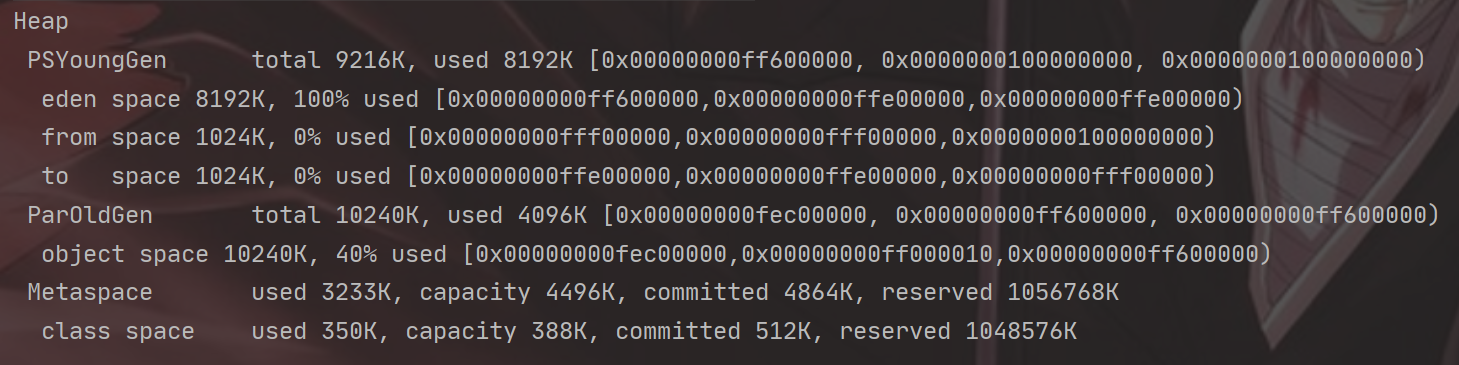 Heap
PSYoungGen total 9216K, used 8192K [0x00000000ff600000, 0x0000000100000000, 0x0000000100000000)
eden space 8192K, 100% used [0x00000000ff600000,0x00000000ffe00000,0x00000000ffe00000)
from space 1024K, 0% used [0x00000000fff00000,0x00000000fff00000,0x0000000100000000)
to space 1024K, 0% used [0x00000000ffe00000,0x00000000ffe00000,0x00000000fff00000)
ParOldGen total 10240K, used 4096K [0x00000000fec00000, 0x00000000ff600000, 0x00000000ff600000)
object space 10240K, 40% used [0x00000000fec00000,0x00000000ff000010,0x00000000ff600000)
Metaspace used 3233K, capacity 4496K, committed 4864K, reserved 1056768K
class space used 350K, capacity 388K, committed 512K, reserved 1048576K